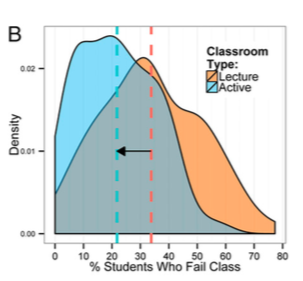 B
Classroom
Type:
Lecture
Active
Density
0.02
0.01
0.00
0 10 20 30 40 50 60 70 80
% Students Who Fail Class